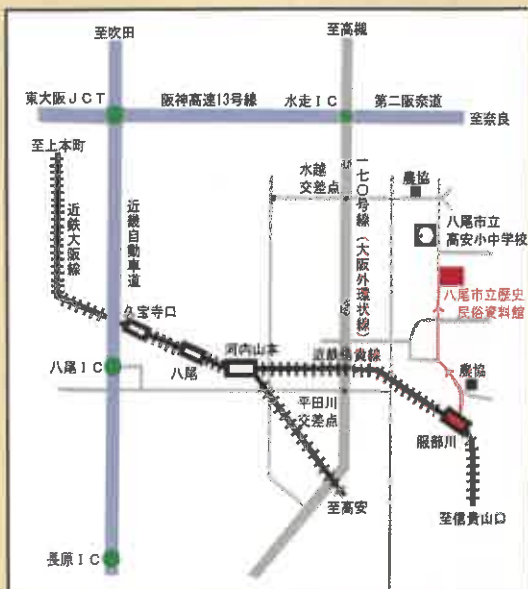 至吹田
至高槻
東大阪JCT
阪神高速13号線
水走IC
第二阪奈道
至奈良
至上本町
近鉄大阪線
近畿自動車道
水越
交差点
一七〇号線(大阪外環状線)
農協
八尾市立
高安小中学校
八尾市立歴史
民俗資料館
久宝寺口
八尾IC
八尾
河内山本
近鉄信貴線
農協
平田川
交差点
服部川
至高安
至信貴山口
長原IC